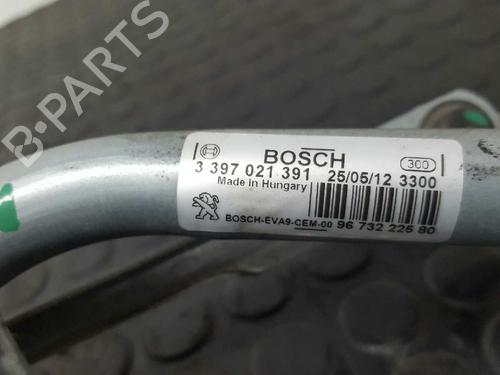 BOSCH
300
3 397 021 391 25/05/12 3300
Made in Hungary
BOSCH-EVA9-CEM-00 96 732 225 80
B-PARTS